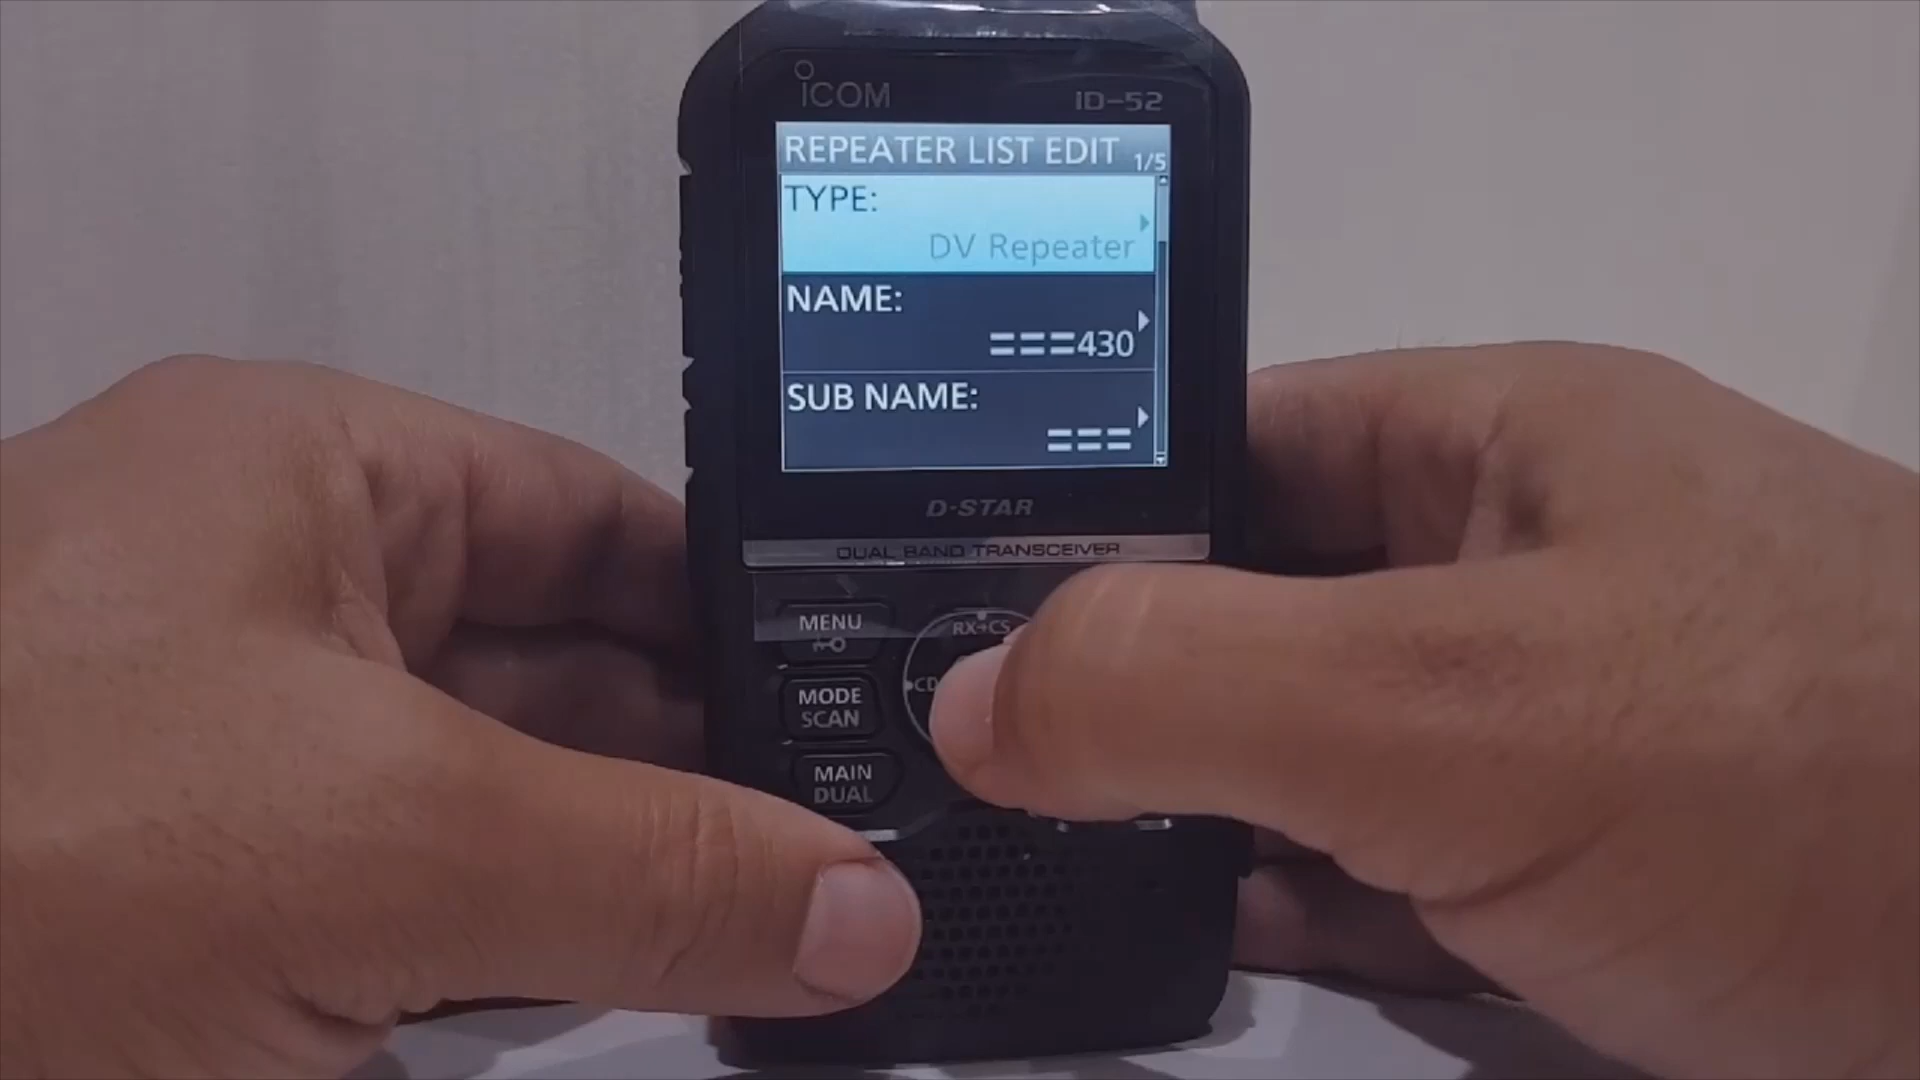 ICOM
ID-52
REPEATER LIST EDIT 1/5
TYPE:
DV Repeater
NAME:
===430
SUB NAME:
===
D-STAR
DUAL BAND TRANSCEIVER
MENU
RX→CS
CD
MODE
SCAN
MAIN
DUAL